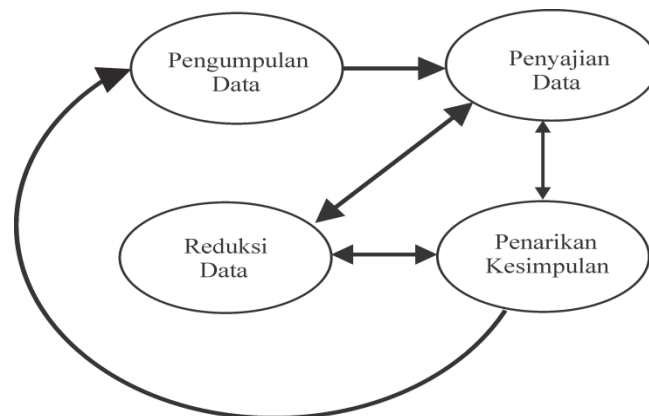 Pengumpulan
Data
Penyajian
Data
Reduksi
Data
Penarikan
Kesimpulan